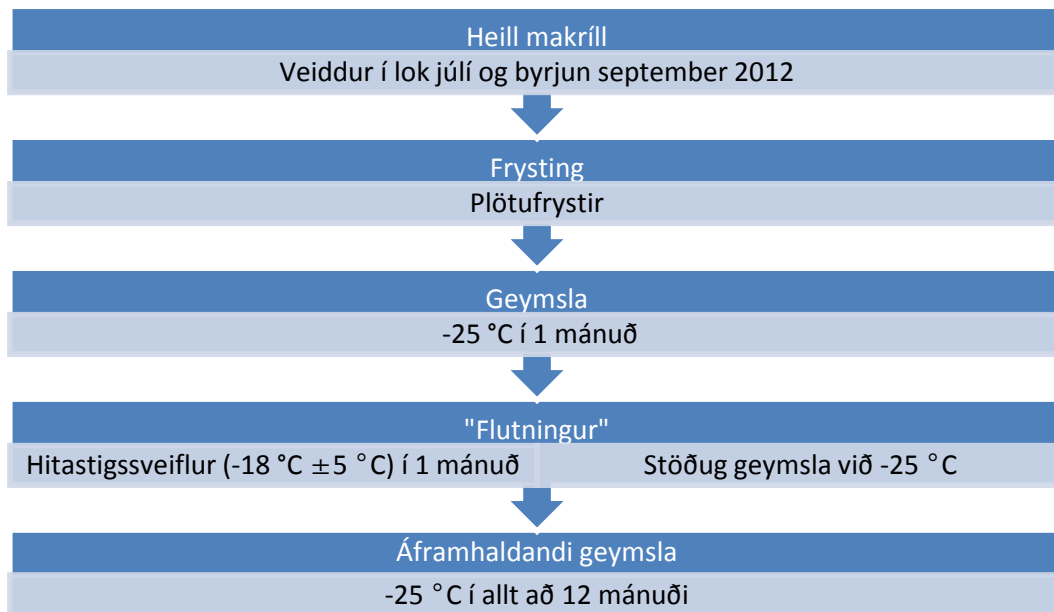 Heill makríll
Veiddur í lok júlí og byrjun september 2012
Frysting
Plötufrystir
Geymsla
-25 °C í 1 mánuð
"Flutningur"
Hitastigssveiflur (-18 °C ±5 °C) í 1 mánuð
Stöðug geymsla við -25 °C
Áframhaldandi geymsla
-25 °C í allt að 12 mánuði